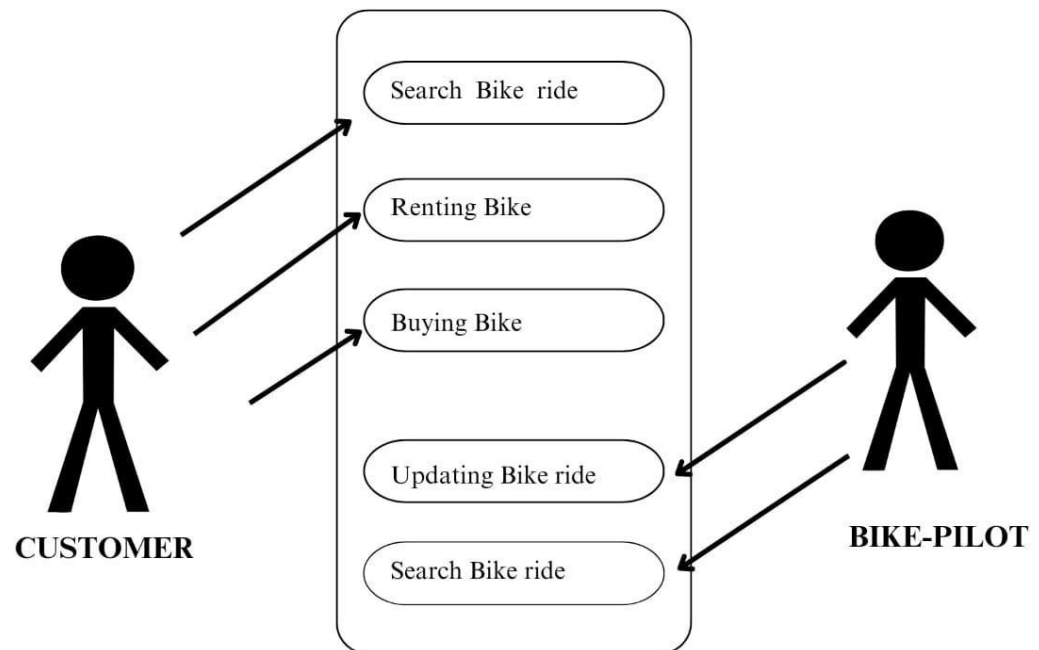 Search Bike ride
Renting Bike
Buying Bike
Updating Bike ride
Search Bike ride
CUSTOMER
BIKE-PILOT